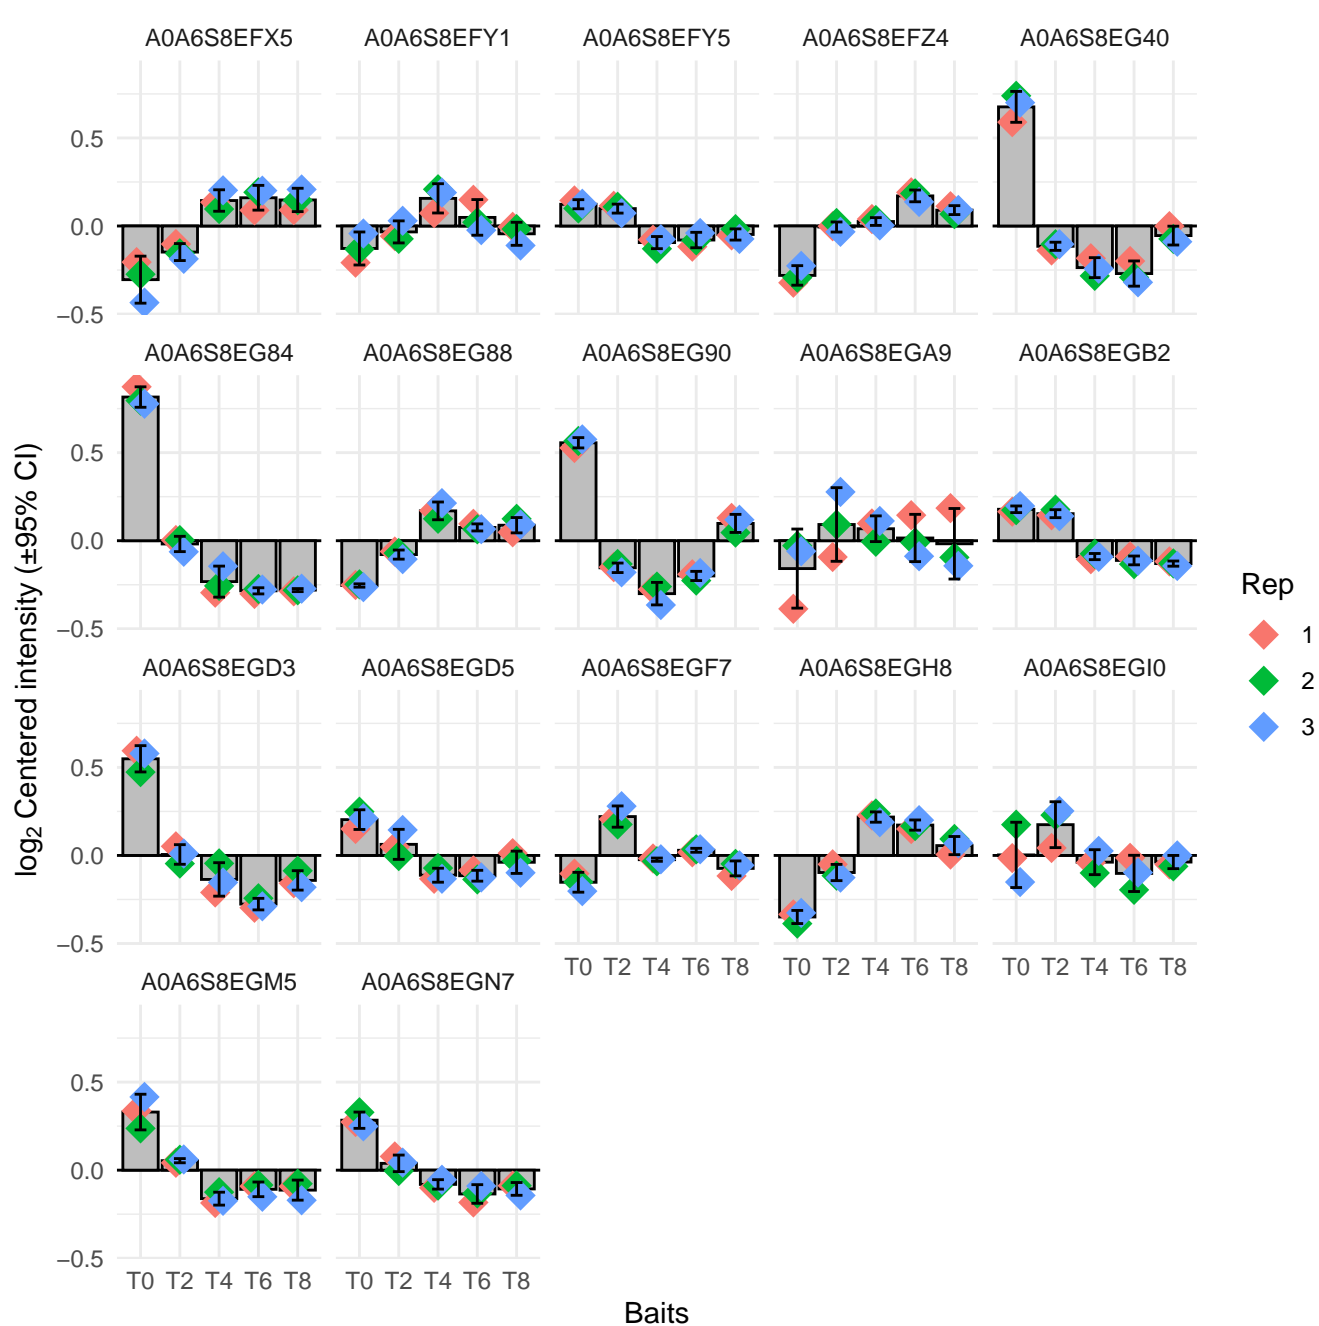 A0A6S8EFX5 A0A6S8EFY1 A0A6S8EFY5 A0A6S8EFZ4 A0A6S8EG40
0.5
0.0
−0.5
A0A6S8EG84 A0A6S8EG88 A0A6S8EG90 A0A6S8EGA9 A0A6S8EGB2
0.5
0.0
−0.5
A0A6S8EGD3 A0A6S8EGD5 A0A6S8EGF7 A0A6S8EGH8 A0A6S8EGI0
0.5
0.0
−0.5
T0 T2 T4 T6 T8 T0 T2 T4 T6 T8 T0 T2 T4 T6 T8
A0A6S8EGM5 A0A6S8EGN7
0.5
0.0
−0.5
T0 T2 T4 T6 T8 T0 T2 T4 T6 T8
Baits
log2 Centered intensity (±95% CI)
Rep
1
2
3